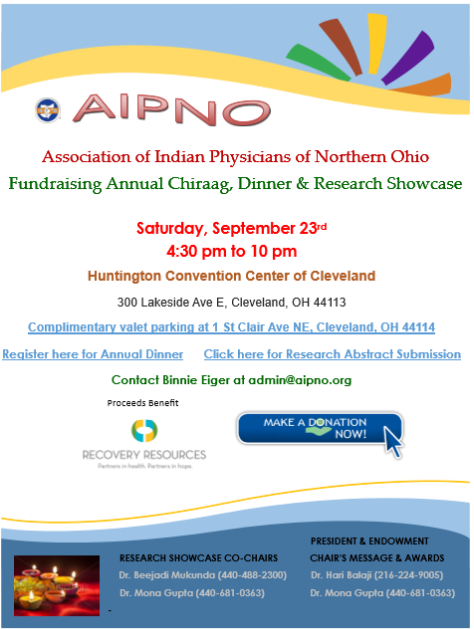 AIPNO
Association of Indian Physicians of Northern Ohio
Fundraising Annual Chiraag, Dinner & Research Showcase
Saturday, September 23rd
4:30 pm to 10 pm
Huntington Convention Center of Cleveland
300 Lakeside Ave E, Cleveland, OH 44113
Complimentary valet parking at 1 St Clair Ave NE, Cleveland, OH 44114
Register here for Annual Dinner Click here for Research Abstract Submission
Contact Binnie Eiger at admin@aipno.org
Proceeds Benefit
RECOVERY RESOURCES
Partners in health. Partners in hope.
MAKE A DONATION
NOW!
RESEARCH SHOWCASE CO-CHAIRS
Dr. Beejadi Mukunda (440-488-2300)
Dr. Mona Gupta (440-681-0363)
PRESIDENT & ENDOWMENT
CHAIR'S MESSAGE & AWARDS
Dr. Hari Balaji (216-224-9005)
Dr. Mona Gupta (440-681-0363)